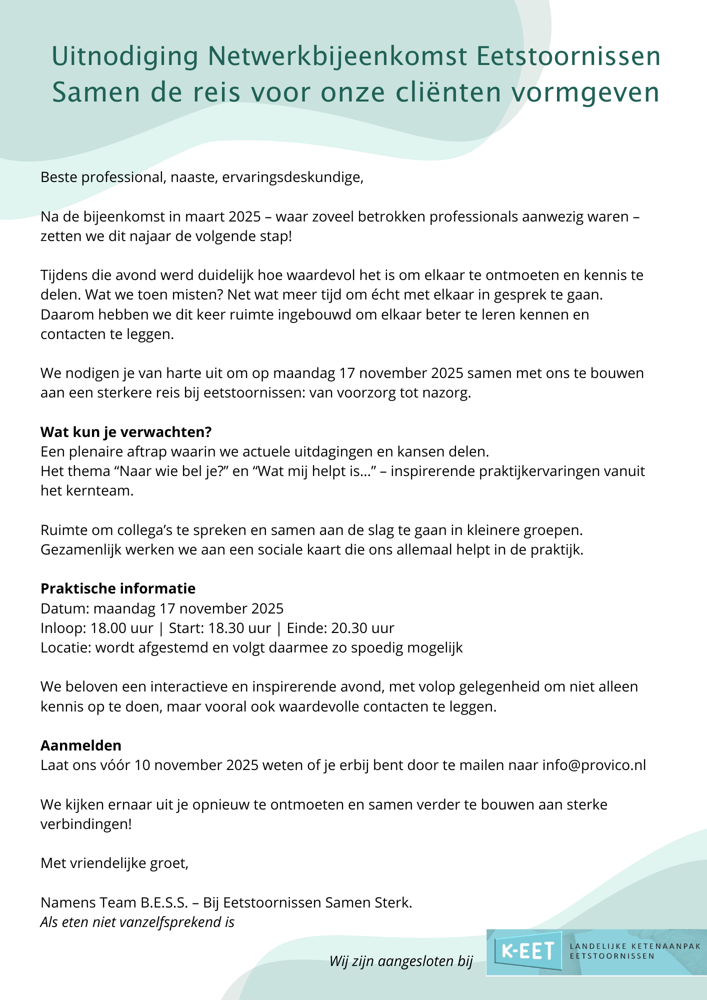 Uitnodiging Netwerkbijeenkomst Eetstoornissen
Samen de reis voor onze cliënten vormgeven
Beste professional, naaste, ervaringsdeskundige,
Na de bijeenkomst in maart 2025 – waar zoveel betrokken professionals aanwezig waren –
zetten we dit najaar de volgende stap!
Tijdens die avond werd duidelijk hoe waardevol het is om elkaar te ontmoeten en kennis te
delen. Wat we toen misten? Net wat meer tijd om écht met elkaar in gesprek te gaan.
Daarom hebben we dit keer ruimte ingebouwd om elkaar beter te leren kennen en
contacten te leggen.
We nodigen je van harte uit om op maandag 17 november 2025 samen met ons te bouwen
aan een sterkere reis bij eetstoornissen: van voorzorg tot nazorg.
Wat kun je verwachten?
Een plenaire aftrap waarin we actuele uitdagingen en kansen delen.
Het thema “Naar wie bel je?” en “Wat mij helpt is…” – inspirerende praktijkervaringen vanuit
het kernteam.
Ruimte om collega’s te spreken en samen aan de slag te gaan in kleinere groepen.
Gezamenlijk werken we aan een sociale kaart die ons allemaal helpt in de praktijk.
Praktische informatie
Datum: maandag 17 november 2025
Inloop: 18.00 uur | Start: 18.30 uur | Einde: 20.30 uur
Locatie: wordt afgestemd en volgt daarmee zo spoedig mogelijk
We beloven een interactieve en inspirerende avond, met volop gelegenheid om niet alleen
kennis op te doen, maar vooral ook waardevolle contacten te leggen.
Aanmelden
Laat ons vóór 10 november 2025 weten of je erbij bent door te mailen naar info@provico.nl
We kijken ernaar uit je opnieuw te ontmoeten en samen verder te bouwen aan sterke
verbindingen!
Met vriendelijke groet,
Namens Team B.E.S.S. – Bij Eetstoornissen Samen Sterk.
Als eten niet vanzelfsprekend is
Wij zijn aangesloten bij
K-EET
LANDELIJKE KETENAANPAK
EETSTOORNISSEN